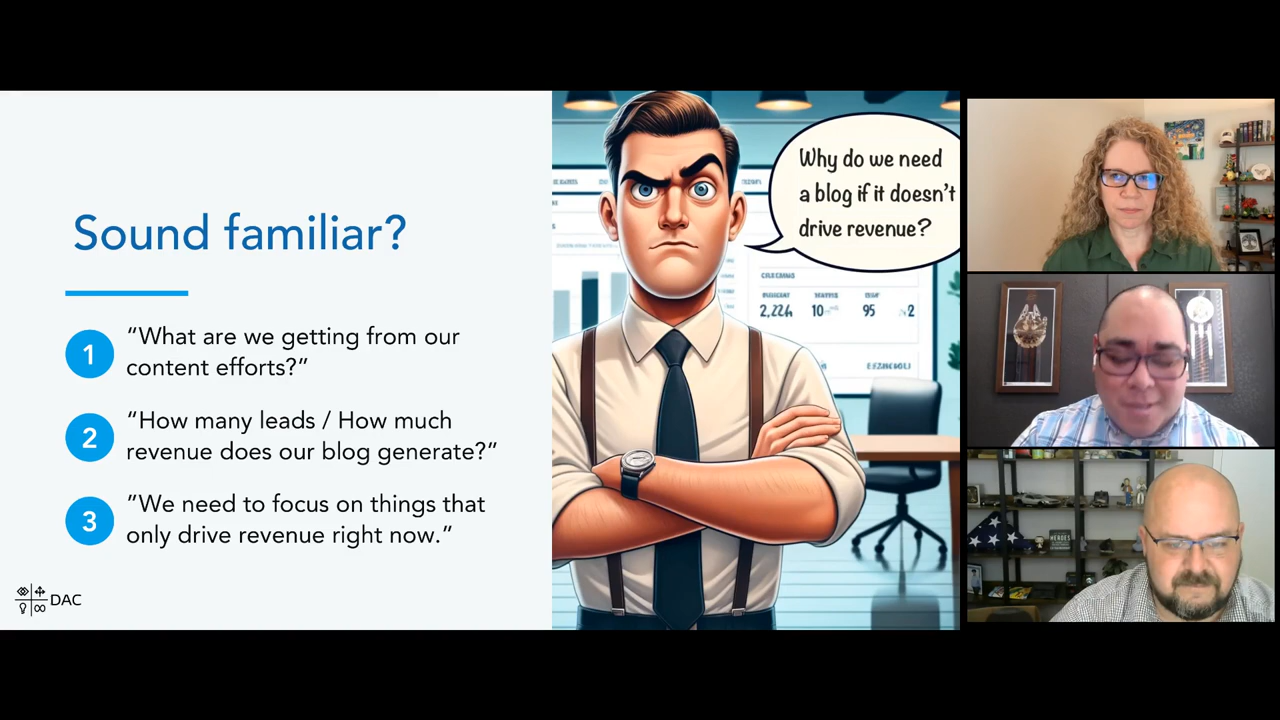 Sound familiar?
1
“What are we getting from our
content efforts?”
2
“How many leads / How much
revenue does our blog generate?”
3
“We need to focus on things that
only drive revenue right now.”
DAC
Why do we need
a blog if it doesn't
drive revenue?
2,224
10
95
2
HEROES